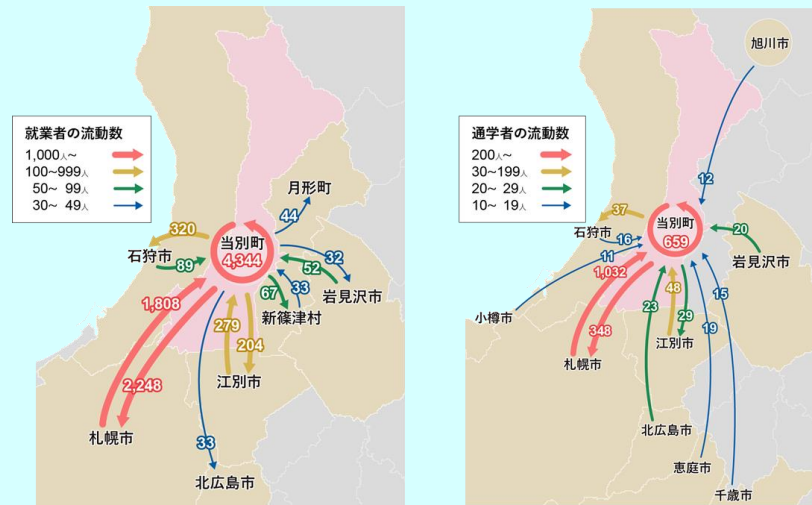 就業者の流動数
1,000人～
100～999人
50～ 99人
30～ 49人
月形町
44
320
石狩市
89
当別町
4,344
32
52
岩見沢市
33
67
新篠津村
1,808
279
204
江別市
2,248
札幌市
33
北広島市
通学者の流動数
200人～
30～199人
20～ 29人
10～ 19人
旭川市
12
37
石狩市
16
当別町
659
20
岩見沢市
11
1,032
小樽市
48
15
23
29
19
348
江別市
札幌市
北広島市
恵庭市
千歳市